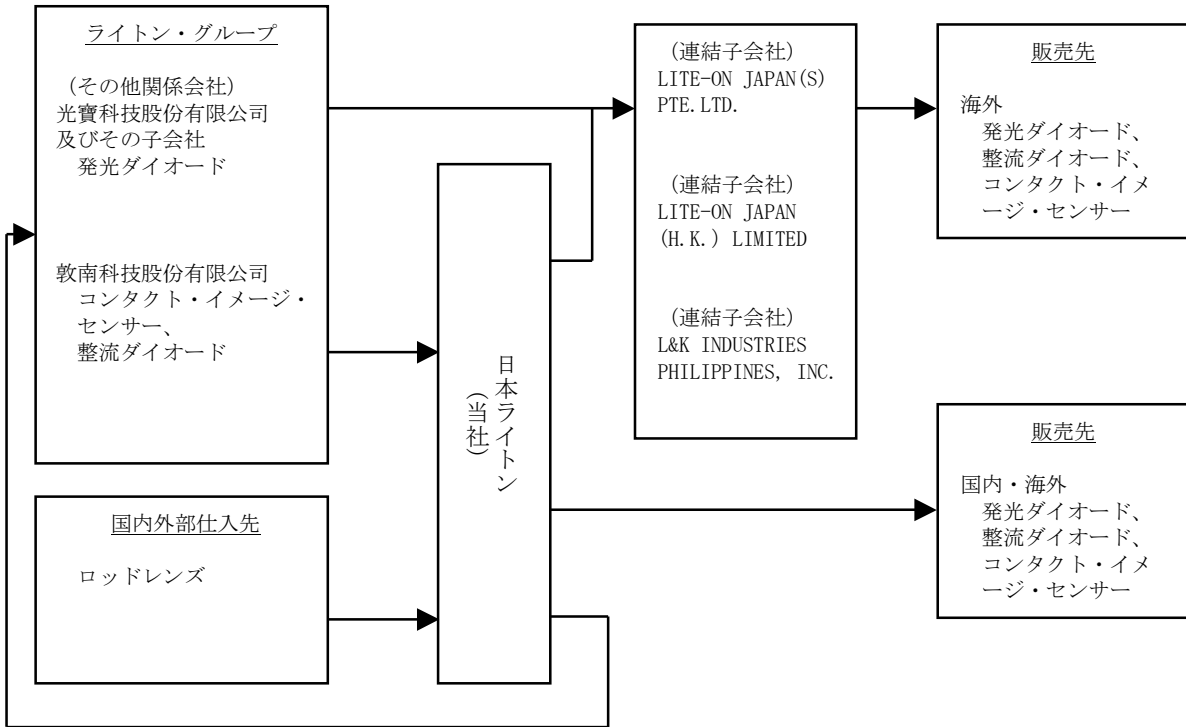 ライトン・グループ
(その他関係会社)
光寶科技股份有限公司
及びその子会社
発光ダイオード
敦南科技股份有限公司
コンタクト・イメージ・
センサー、
整流ダイオード
国内外部仕入先
ロッドレンズ
日本ライトン
(当社)
(連結子会社)
LITE-ON JAPAN(S)
PTE.LTD.
(連結子会社)
LITE-ON JAPAN
(H.K.) LIMITED
(連結子会社)
L&K INDUSTRIES
PHILIPPINES, INC.
販売先
海外
発光ダイオード、
整流ダイオード、
コンタクト・イメ
ージ・センサー
販売先
国内・海外
発光ダイオード、
整流ダイオード、
コンタクト・イメ
ージ・センサー